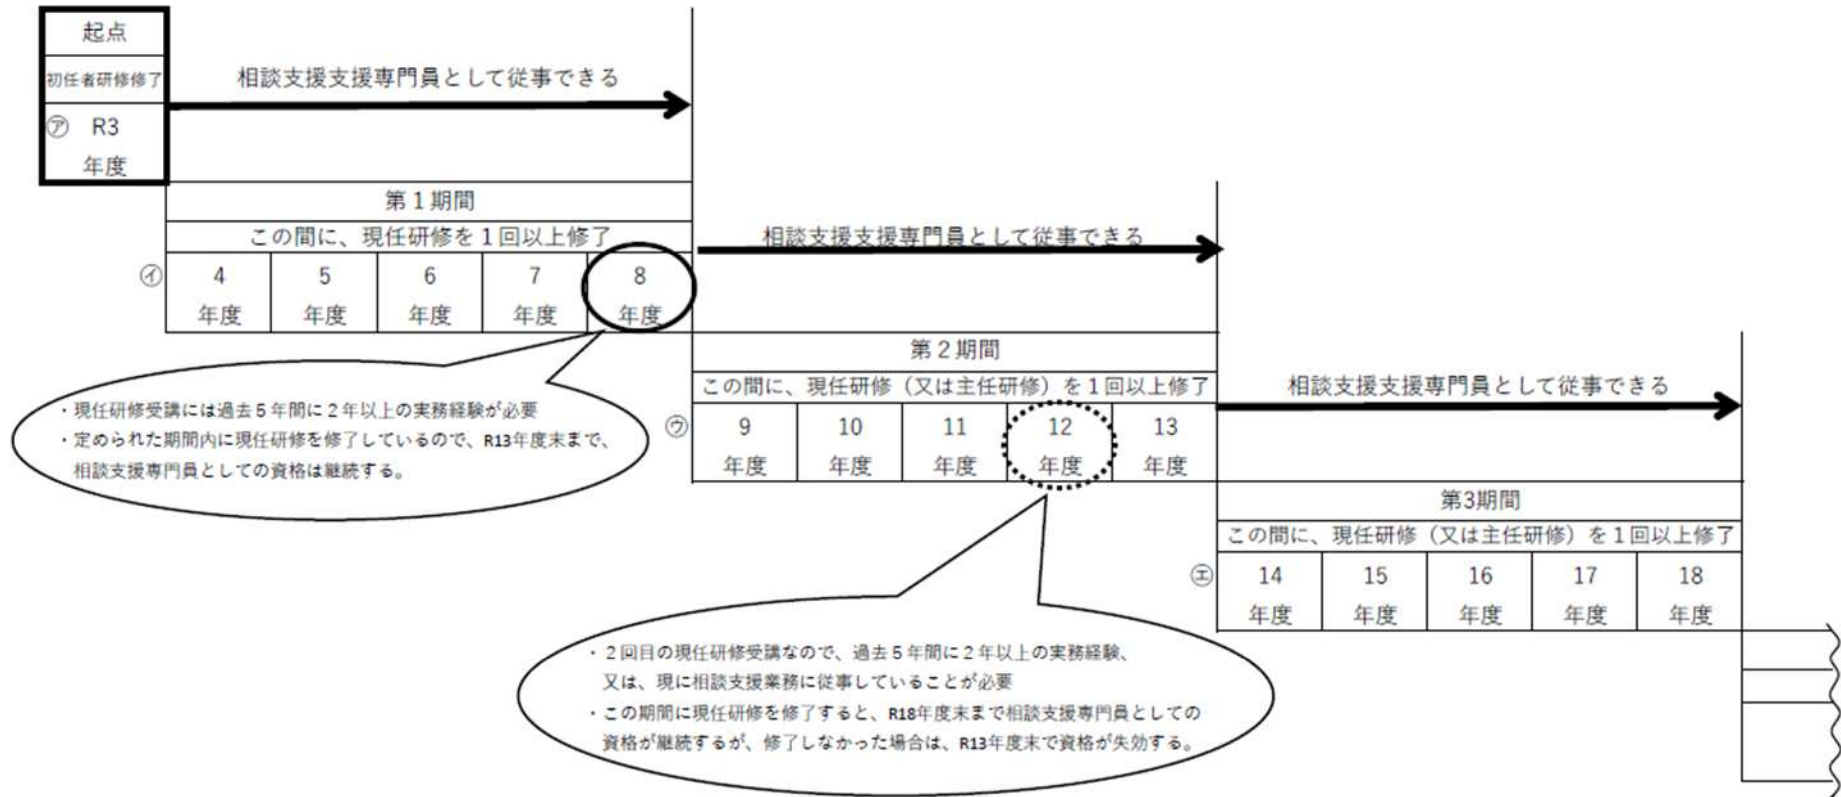 起点
初任者研修修了
㋐ R3
年度
相談支援支援専門員として従事できる
第１期間
この間に、現任研修を１回以上修了
㋑ 4 5 6 7 8
年度 年度 年度 年度 年度
相談支援支援専門員として従事できる
・現任研修受講には過去５年間に２年以上の実務経験が必要
・定められた期間内に現任研修を修了しているので、R13年度末まで、
相談支援専門員としての資格は継続する。
第２期間
この間に、現任研修（又は主任研修）を１回以上修了
㋒ 9 10 11 12 13
年度 年度 年度 年度 年度
相談支援支援専門員として従事できる
第3期間
この間に、現任研修（又は主任研修）を１回以上修了
㋓ 14 15 16 17 18
年度 年度 年度 年度 年度
・２回目の現任研修受講なので、過去５年間に２年以上の実務経験、
又は、現に相談支援業務に従事していることが必要
・この期間に現任研修を修了すると、R18年度末まで相談支援専門員としての
資格が継続するが、修了しなかった場合は、R13年度末で資格が失効する。